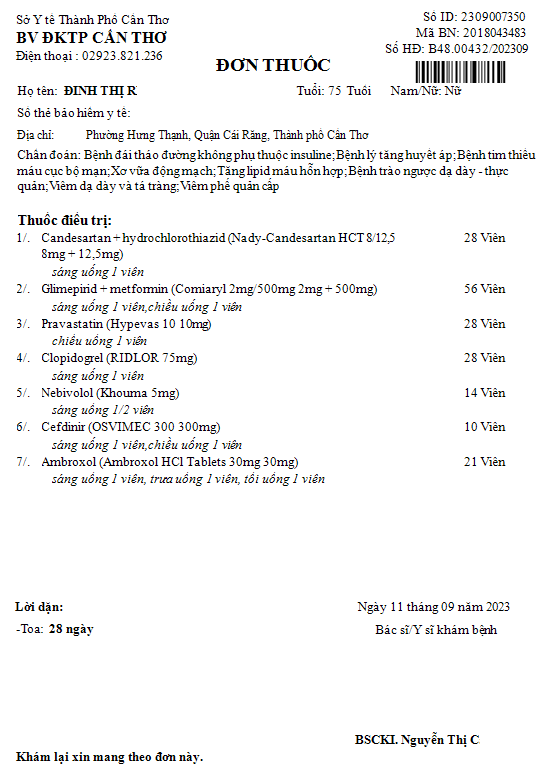 Sở Y tế Thành Phố Cần Thơ
BV ĐKTP CẦN THƠ
Điện thoại : 02923.821.236
Số ID: 2309007350
Mã BN: 2018043483
Số HĐ: B48.00432/202309
ĐƠN THUỐC
Họ tên: ĐINH THỊ R Tuổi: 75 Tuổi Nam/Nữ: Nữ
Số thẻ bảo hiểm y tế:
Địa chỉ: Phường Hưng Thạnh, Quận Cái Răng, Thành phố Cần Thơ
Chẩn đoán: Bệnh đái tháo đường không phụ thuộc insuline;Bệnh lý tăng huyết áp;Bệnh tim thiếu
máu cục bộ mạn;Xơ vữa động mạch;Tăng lipid máu hỗn hợp;Bệnh trào ngược dạ dày - thực
quản;Viêm dạ dày và tá tràng;Viêm phế quản cấp
Thuốc điều trị:
1/. Candesartan + hydrochlorothiazid (Nady-Candesartan HCT 8/12,5 28 Viên
8mg + 12,5mg)
sáng uống 1 viên
2/. Glimepirid + metformin (Comiaryl 2mg/500mg 2mg + 500mg) 56 Viên
sáng uống 1 viên,chiều uống 1 viên
3/. Pravastatin (Hypevas 10 10mg) 28 Viên
chiều uống 1 viên
4/. Clopidogrel (RIDLOR 75mg) 28 Viên
sáng uống 1 viên
5/. Nebivolol (Khouma 5mg) 14 Viên
sáng uống 1/2 viên
6/. Cefdinir (OSVIMEC 300 300mg) 10 Viên
sáng uống 1 viên,chiều uống 1 viên
7/. Ambroxol (Ambroxol HCl Tablets 30mg 30mg) 21 Viên
sáng uống 1 viên, trưa uống 1 viên, tối uống 1 viên
Lời dặn:
-Toa: 28 ngày
Ngày 11 tháng 09 năm 2023
Bác sĩ/Y sĩ khám bệnh
BSCKI. Nguyễn Thị C
Khám lại xin mang theo đơn này.